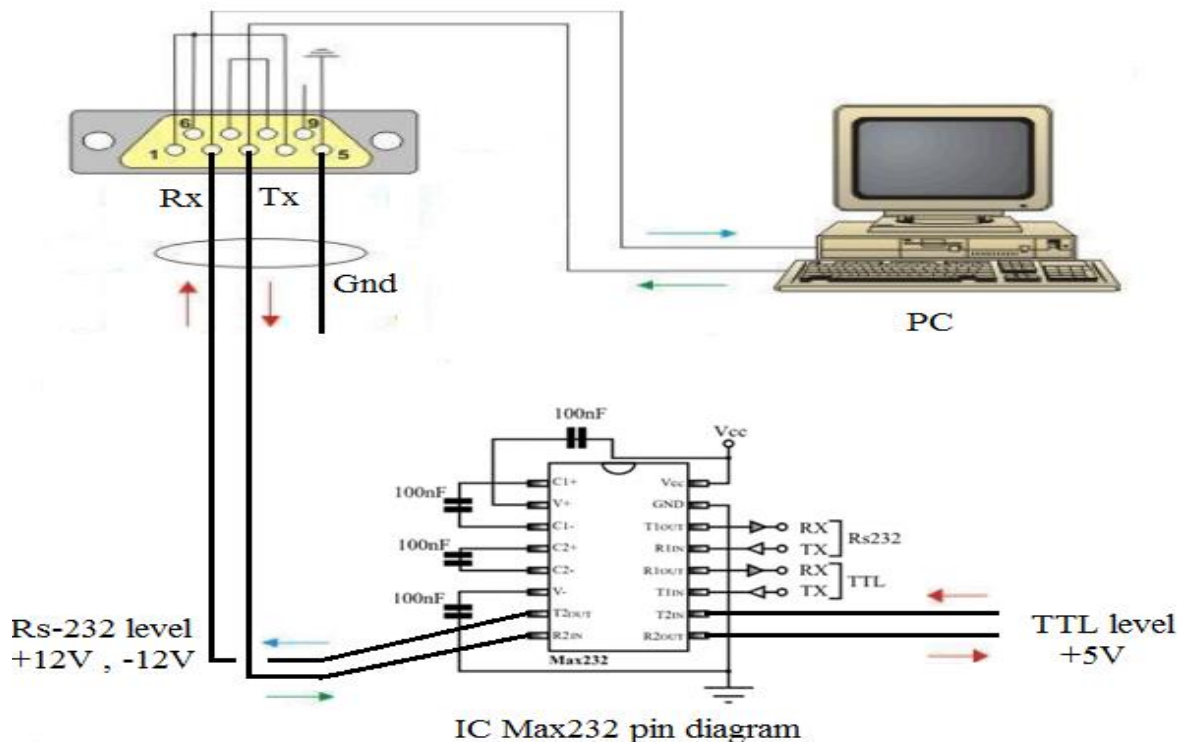 6 9
1 5
Rx Tx
Gnd
PC
100nF
Vcc
100nF
C1+ Vcc
V+ GND
C1- T1OUT RX
Rs232
C2+ R1IN TX
100nF
C2- R1OUT RX
TTL
V- T1IN TX
100nF
T2OUT T2IN
R2IN R2OUT
Max232
Rs-232 level
+12V , -12V
TTL level
+5V
IC Max232 pin diagram